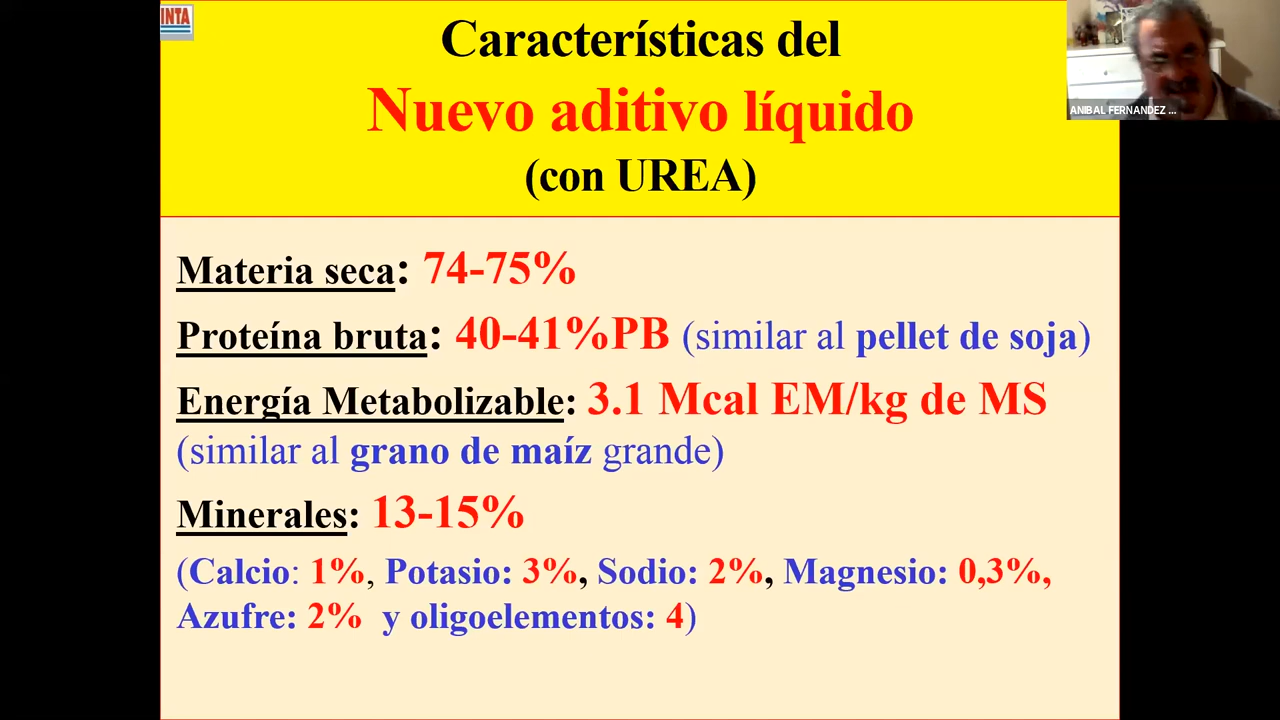 INTA
Características del
Nuevo aditivo líquido
(con UREA)
ANIBAL FERNANDEZ ...
Materia seca: 74-75%
Proteína bruta: 40-41%PB (similar al pellet de soja)
Energía Metabolizable: 3.1 Mcal EM/kg de MS
(similar al grano de maíz grande)
Minerales: 13-15%
(Calcio: 1%, Potasio: 3%, Sodio: 2%, Magnesio: 0,3%,
Azufre: 2% y oligoelementos: 4)